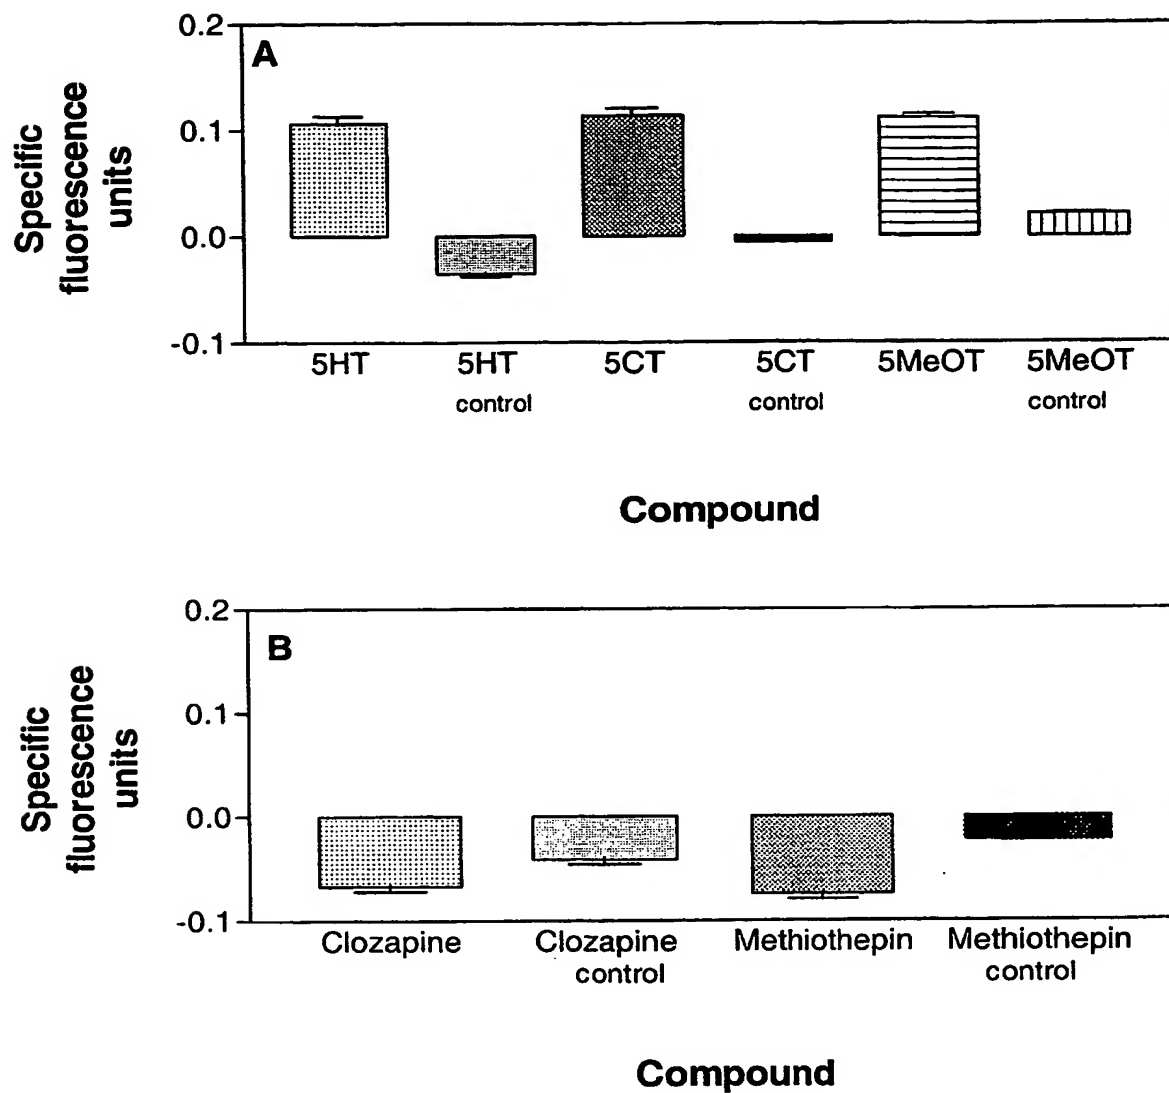 0.2
A
0.1
0.0
-0.1
Specific
fluorescence
units
5HT 5HT 5CT 5CT 5MeOT 5MeOT
control control control
Compound
0.2
B
0.1
0.0
-0.1
Specific
fluorescence
units
Clozapine Clozapine Methiothepin Methiothepin
control control
Compound